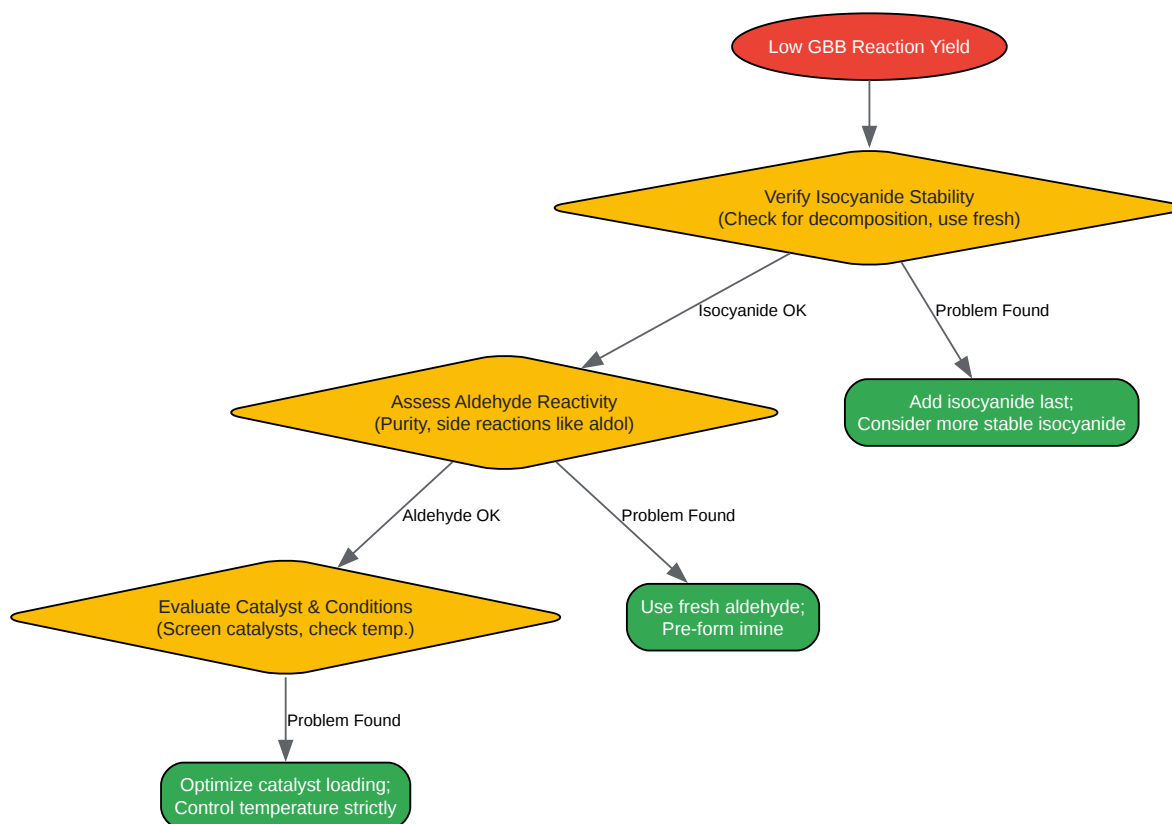 Low GBB Reaction Yield
Verify Isocyanide Stability
(Check for decomposition, use fresh)
Isocyanide OK
Problem Found
Assess Aldehyde Reactivity
(Purity, side reactions like aldol)
Add isocyanide last;
Consider more stable isocyanide
Aldehyde OK
Problem Found
Evaluate Catalyst & Conditions
(Screen catalysts, check temp.)
Use fresh aldehyde;
Pre-form imine
Problem Found
Optimize catalyst loading;
Control temperature strictly